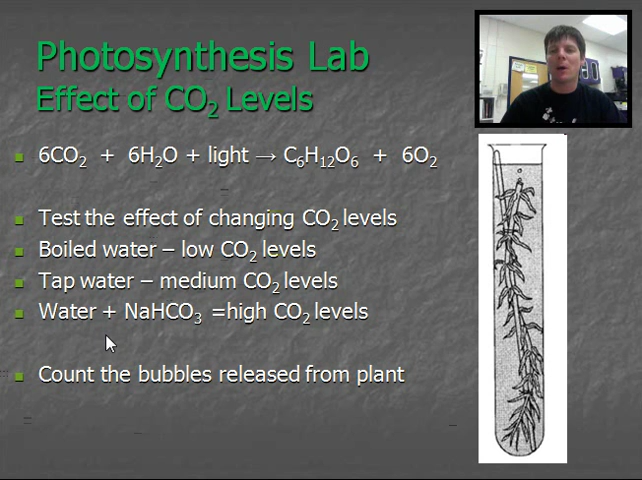 Photosynthesis Lab
Effect of CO₂ Levels
6CO₂ + 6H₂O + light → C₆H₁₂O₆ + 6O₂
Test the effect of changing CO₂ levels
Boiled water – low CO₂ levels
Tap water – medium CO₂ levels
Water + NaHCO₃ =high CO₂ levels
Count the bubbles released from plant